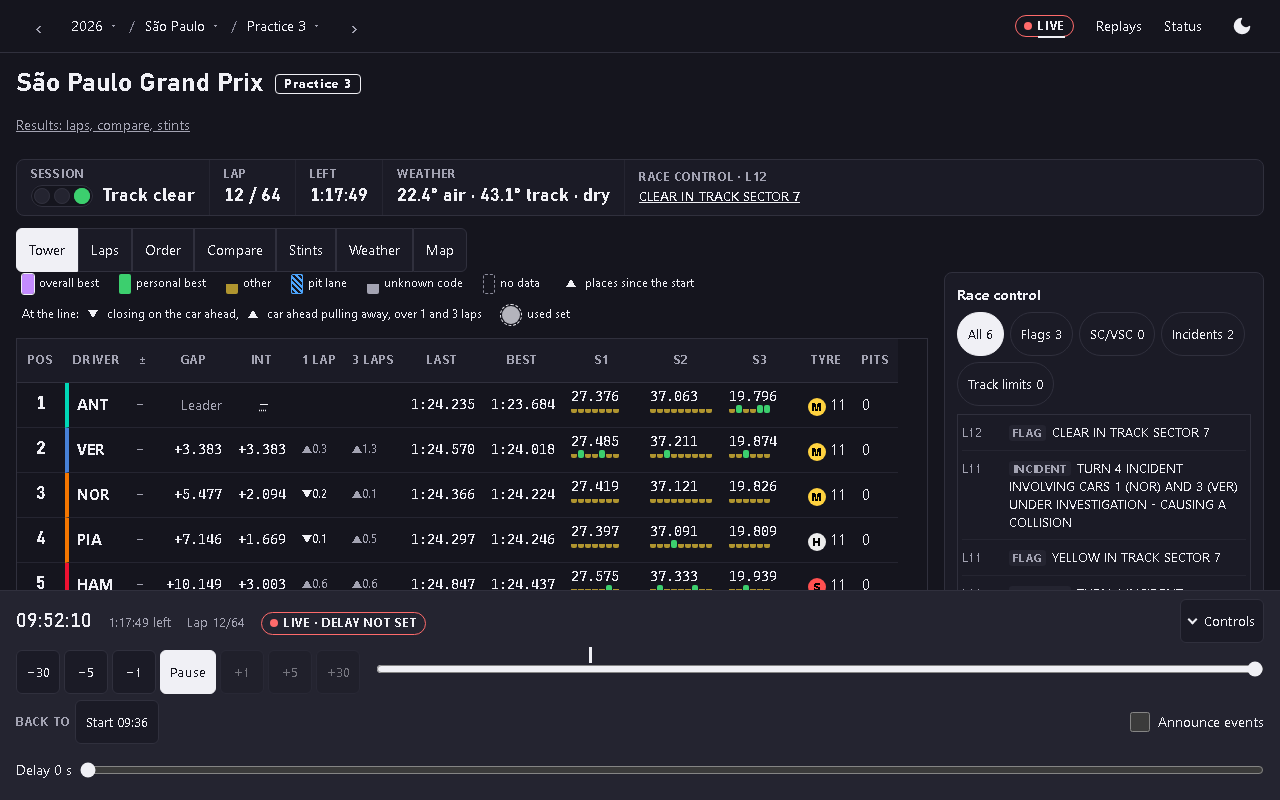 2026 / São Paulo / Practice 3
LIVE Replays Status
São Paulo Grand Prix Practice 3
Results: laps, compare, stints
SESSION
Track clear
LAP
12 / 64
LEFT
1:17:49
WEATHER
22.4° air · 43.1° track · dry
RACE CONTROL · L12
CLEAR IN TRACK SECTOR 7
Tower Laps Order Compare Stints Weather Map
overall best personal best other pit lane unknown code no data ▲ places since the start
At the line: ▼ closing on the car ahead, ▲ car ahead pulling away, over 1 and 3 laps used set
POS DRIVER ± GAP INT 1 LAP 3 LAPS LAST BEST S1 S2 S3 TYRE PITS
1 ANT – Leader — 1:24.235 1:23.684 27.376 37.063 19.796 M 11 0
2 VER – +3.383 +3.383 ▲0.3 ▲1.3 1:24.570 1:24.018 27.485 37.211 19.874 M 11 0
3 NOR – +5.477 +2.094 ▼0.2 ▲0.1 1:24.366 1:24.224 27.419 37.121 19.826 M 11 0
4 PIA – +7.146 +1.669 ▼0.1 ▲0.5 1:24.297 1:24.246 27.397 37.091 19.809 H 11 0
5 HAM – +10.149 +3.003 ▲0.6 ▲0.6 1:24.847 1:24.437 27.575 37.333 19.939 S 11 0
Race control
All 6 Flags 3 SC/VSC 0 Incidents 2
Track limits 0
L12 FLAG CLEAR IN TRACK SECTOR 7
L11 INCIDENT TURN 4 INCIDENT
INVOLVING CARS 1 (NOR) AND 3 (VER)
UNDER INVESTIGATION - CAUSING A
COLLISION
L11 FLAG YELLOW IN TRACK SECTOR 7
09:52:10 1:17:49 left Lap 12/64 LIVE · DELAY NOT SET
Controls
−30 −5 −1 Pause +1 +5 +30
BACK TO Start 09:36
Announce events
Delay 0 s